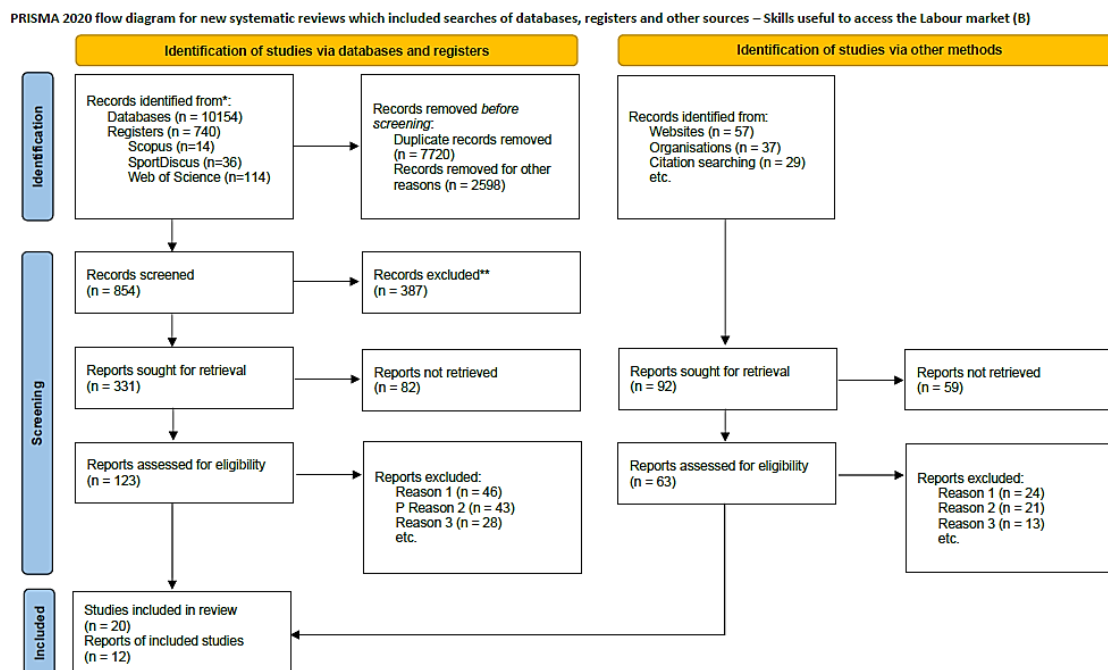 PRISMA 2020 flow diagram for new systematic reviews which included searches of databases, registers and other sources – Skills useful to access the Labour market (B)
Identification of studies via databases and registers
Identification of studies via other methods
Identification
Records identified from*:
Databases (n = 10154)
Registers (n = 740)
Scopus (n=14)
SportDiscus (n=36)
Web of Science (n=114)
Records removed before
screening:
Duplicate records removed
(n = 7720)
Records removed for other
reasons (n = 2598)
Records identified from:
Websites (n = 57)
Organisations (n = 37)
Citation searching (n = 29)
etc.
Screening
Records screened
(n = 854)
Records excluded**
(n = 387)
Reports sought for retrieval
(n = 331)
Reports not retrieved
(n = 82)
Reports sought for retrieval
(n = 92)
Reports not retrieved
(n = 59)
Reports assessed for eligibility
(n = 123)
Reports excluded:
Reason 1 (n = 46)
P Reason 2 (n = 43)
Reason 3 (n = 28)
etc.
Reports assessed for eligibility
(n = 63)
Reports excluded:
Reason 1 (n = 24)
Reason 2 (n = 21)
Reason 3 (n = 13)
etc.
Included
Studies included in review
(n = 20)
Reports of included studies
(n = 12)